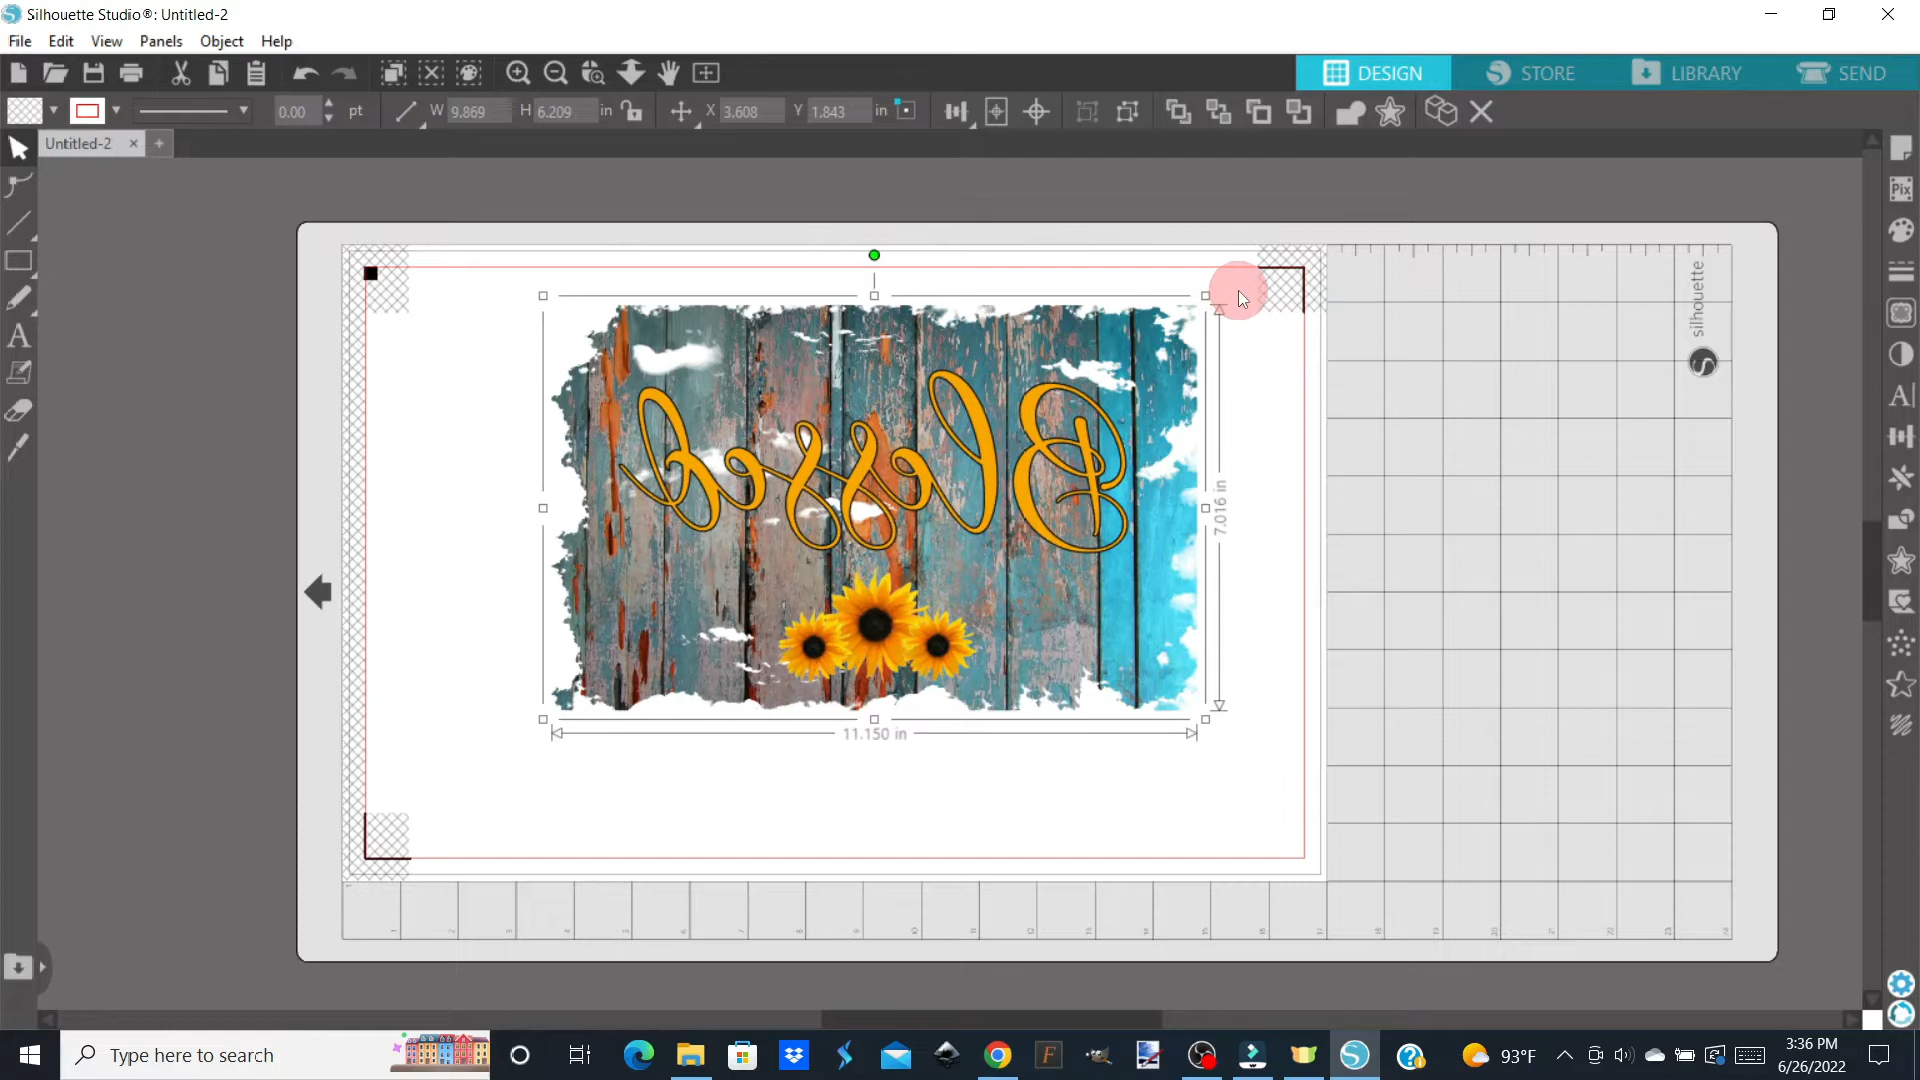 Silhouette Studio®: Untitled-2
File Edit View Panels Object Help
DESIGN STORE LIBRARY SEND
0.00 pt W 9.869 H 6.209 in X 3.608 Y 1.843 in
Untitled-2
Pix
silhouette
Blessed
7.016 in
11.150 in
Type here to search
93°F
3:36 PM
6/26/2022